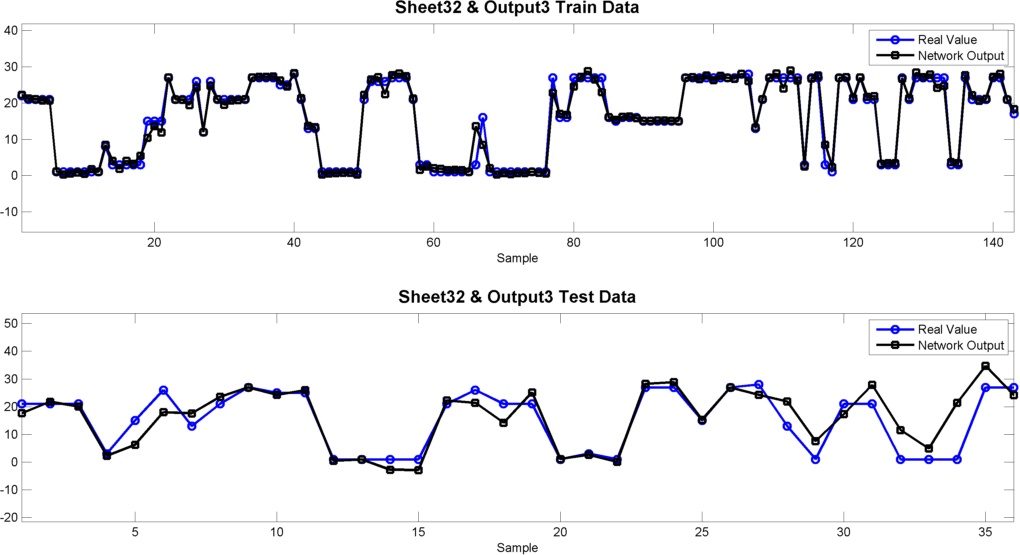 Sheet32 & Output3 Train Data
40
30
20
10
0
-10
Real Value
Network Output
20 40 60 80 100 120 140
Sample
Sheet32 & Output3 Test Data
50
40
30
20
10
0
-10
-20
Real Value
Network Output
5 10 15 20 25 30 35
Sample